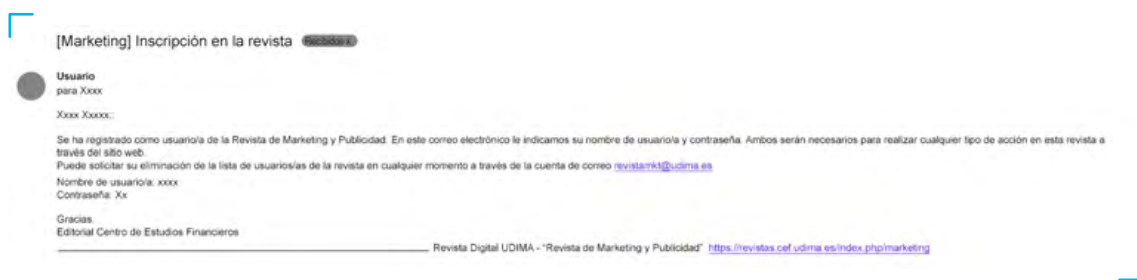 [Marketing] Inscripción en la revista Recibidos x
Usuario
para Xxxx
Xxxx Xxxxx.:
Se ha registrado como usuario/a de la Revista de Marketing y Publicidad. En este correo electrónico le indicamos su nombre de usuario/a y contraseña. Ambos serán necesarios para realizar cualquier tipo de acción en esta revista a
través del sitio web.
Puede solicitar su eliminación de la lista de usuarios/as de la revista en cualquier momento a través de la cuenta de correo revistamkt@udima.es
Nombre de usuario/a: xxxx
Contraseña: Xx
Gracias.
Editorial Centro de Estudios Financieros
Revista Digital UDIMA - "Revista de Marketing y Publicidad" https://revistas.cef.udima.es/index.php/marketing